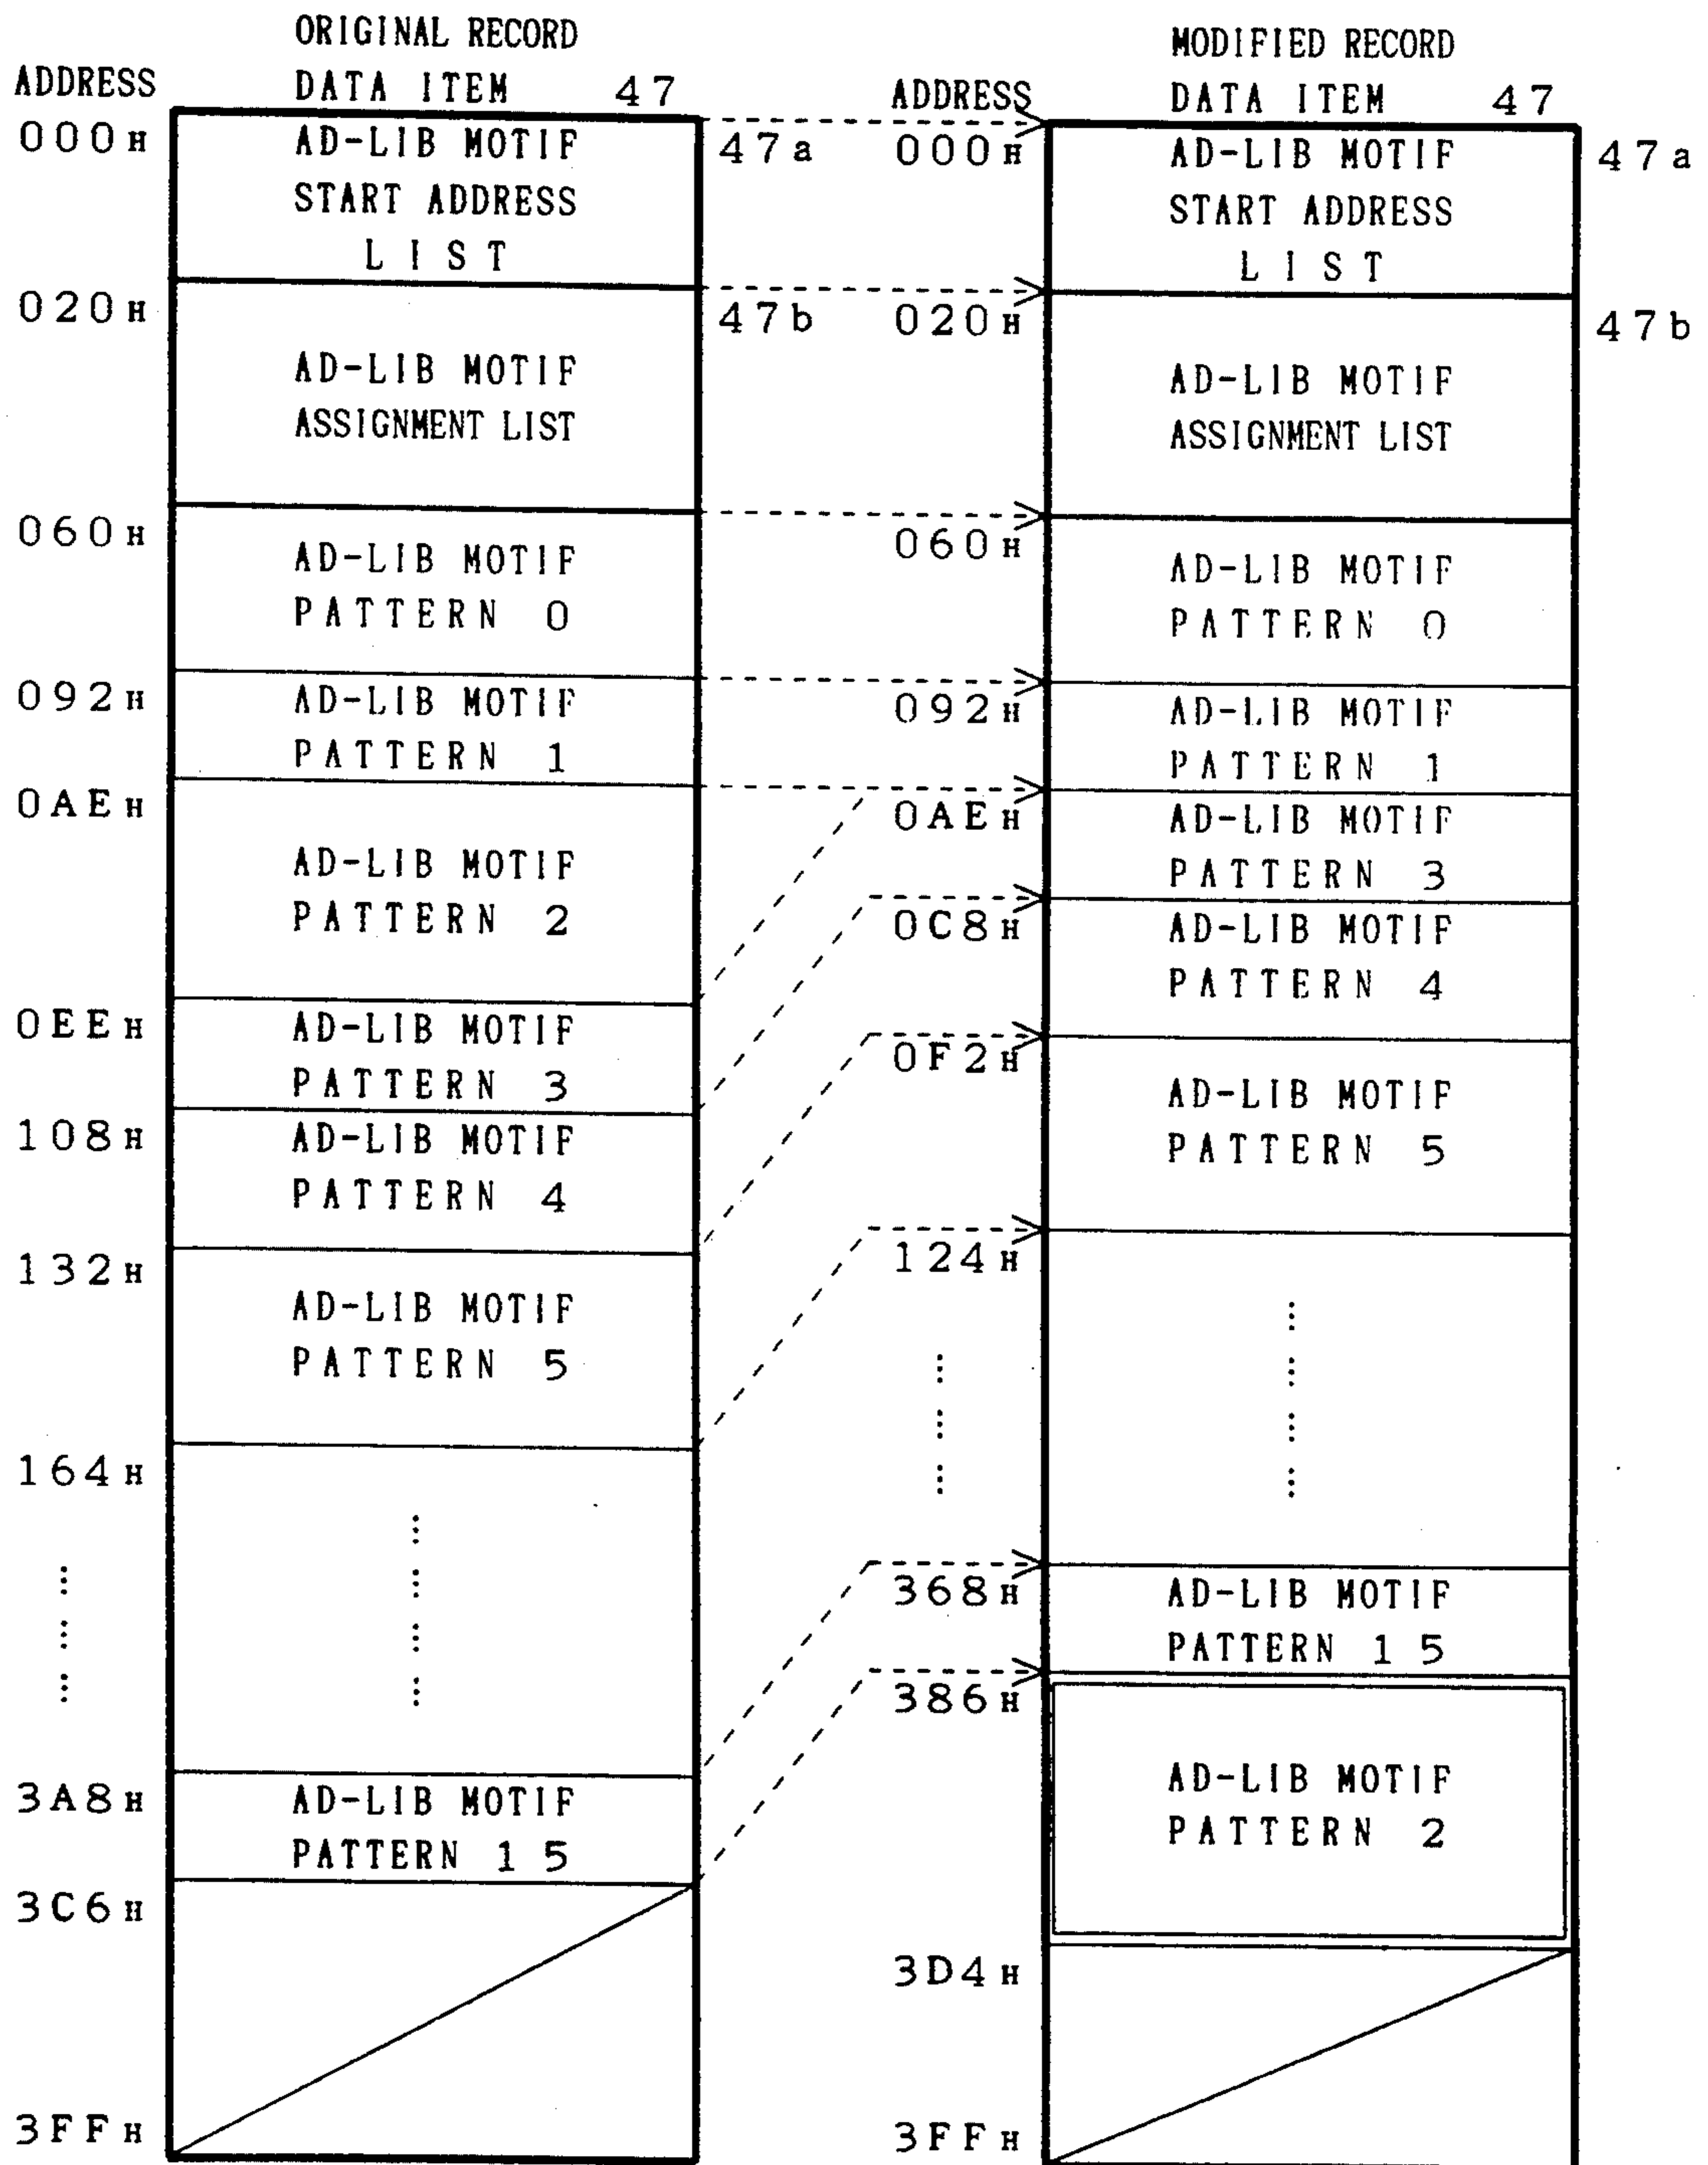 ORIGINAL RECORD
ADDRESS DATA ITEM 47
000H AD-LIB MOTIF 47a
START ADDRESS
LIST
020H 47b
AD-LIB MOTIF
ASSIGNMENT LIST
060H AD-LIB MOTIF
PATTERN 0
092H AD-LIB MOTIF
PATTERN 1
0AEH
AD-LIB MOTIF
PATTERN 2
0EEH AD-LIB MOTIF
PATTERN 3
108H AD-LIB MOTIF
PATTERN 4
132H
AD-LIB MOTIF
PATTERN 5
164H
3A8H AD-LIB MOTIF
PATTERN 15
3C6H
3FFH
MODIFIED RECORD
ADDRESS DATA ITEM 47
000H AD-LIB MOTIF 47a
START ADDRESS
LIST
020H 47b
AD-LIB MOTIF
ASSIGNMENT LIST
060H AD-LIB MOTIF
PATTERN 0
092H AD-LIB MOTIF
PATTERN 1
0AEH AD-LIB MOTIF
PATTERN 3
0C8H AD-LIB MOTIF
PATTERN 4
0F2H
AD-LIB MOTIF
PATTERN 5
124H
368H AD-LIB MOTIF
PATTERN 15
386H
AD-LIB MOTIF
PATTERN 2
3D4H
3FFH